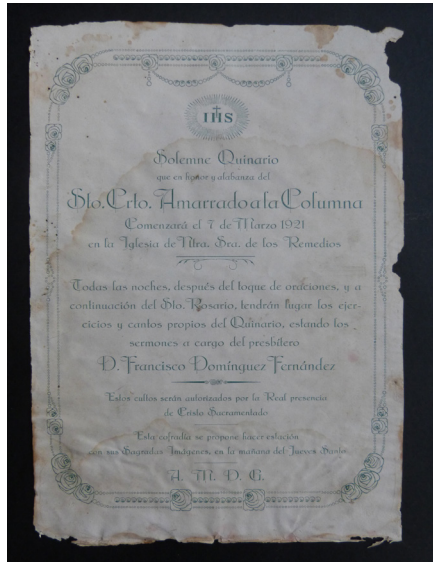 IHS
Solemne Quinario
que en honor y alabanza del
Sto. Crto. Amarrado a la Columna
Comenzará el 7 de Marzo 1921
en la Iglesia de Ntra. Sra. de los Remedios
Todas las noches, después del toque de oraciones, y a
continuación del Sto. Rosario, tendrán lugar los ejer-
cicios y cantos propios del Quinario, estando los
sermones a cargo del presbítero
D. Francisco Domínguez Fernández
Estos cultos serán autorizados por la Real presencia
de Cristo Sacramentado
Esta cofradía se propone hacer estación
con sus Sagradas Imágenes, en la mañana del Jueves Santo
A. M. D. G.